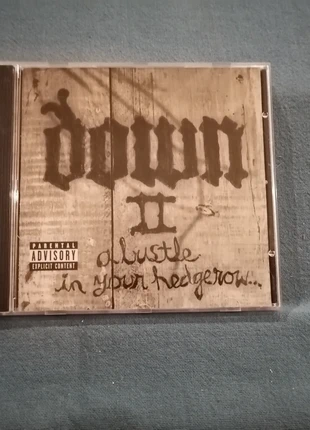 down
II
a bustle
in your hedgerow...
PARENTAL
ADVISORY
EXPLICIT CONTENT